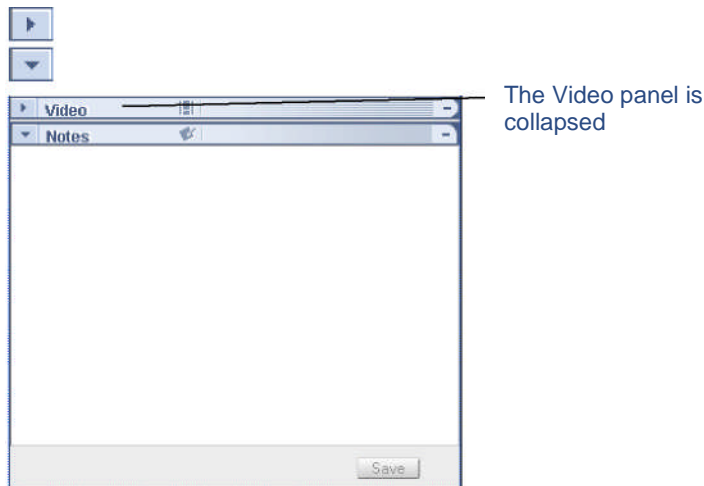 Video
The Video panel is
collapsed
Notes
Save